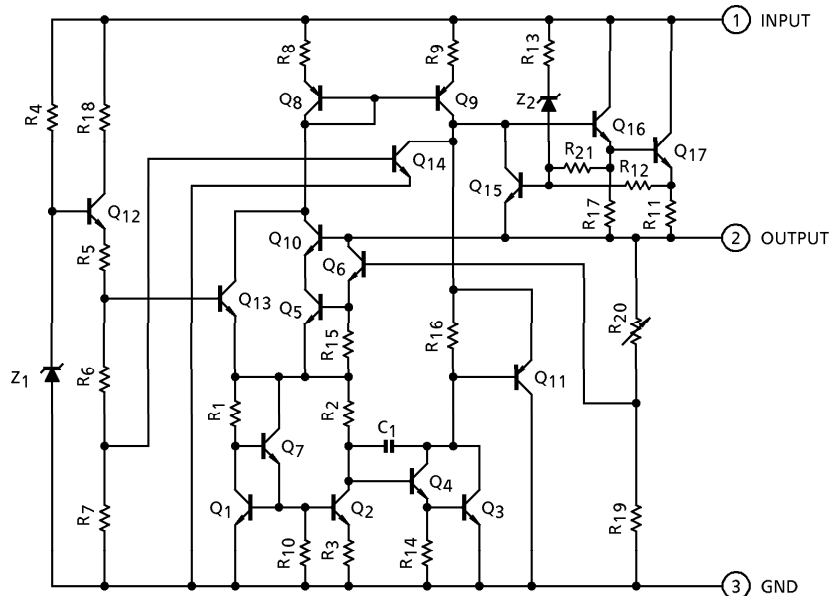 1 INPUT
R4
R18
R8
R9
R13
Z2
Q8
Q9
Q16
Q14
Q17
R21
R12
Q15
Q12
R17
R11
R5
Q10
2 OUTPUT
Q6
Q13
Q5
R20
R15
R16
Z1
R6
Q11
R1
R2
C1
Q7
Q4
R7
Q1
Q2
Q3
R19
R10
R3
R14
3 GND